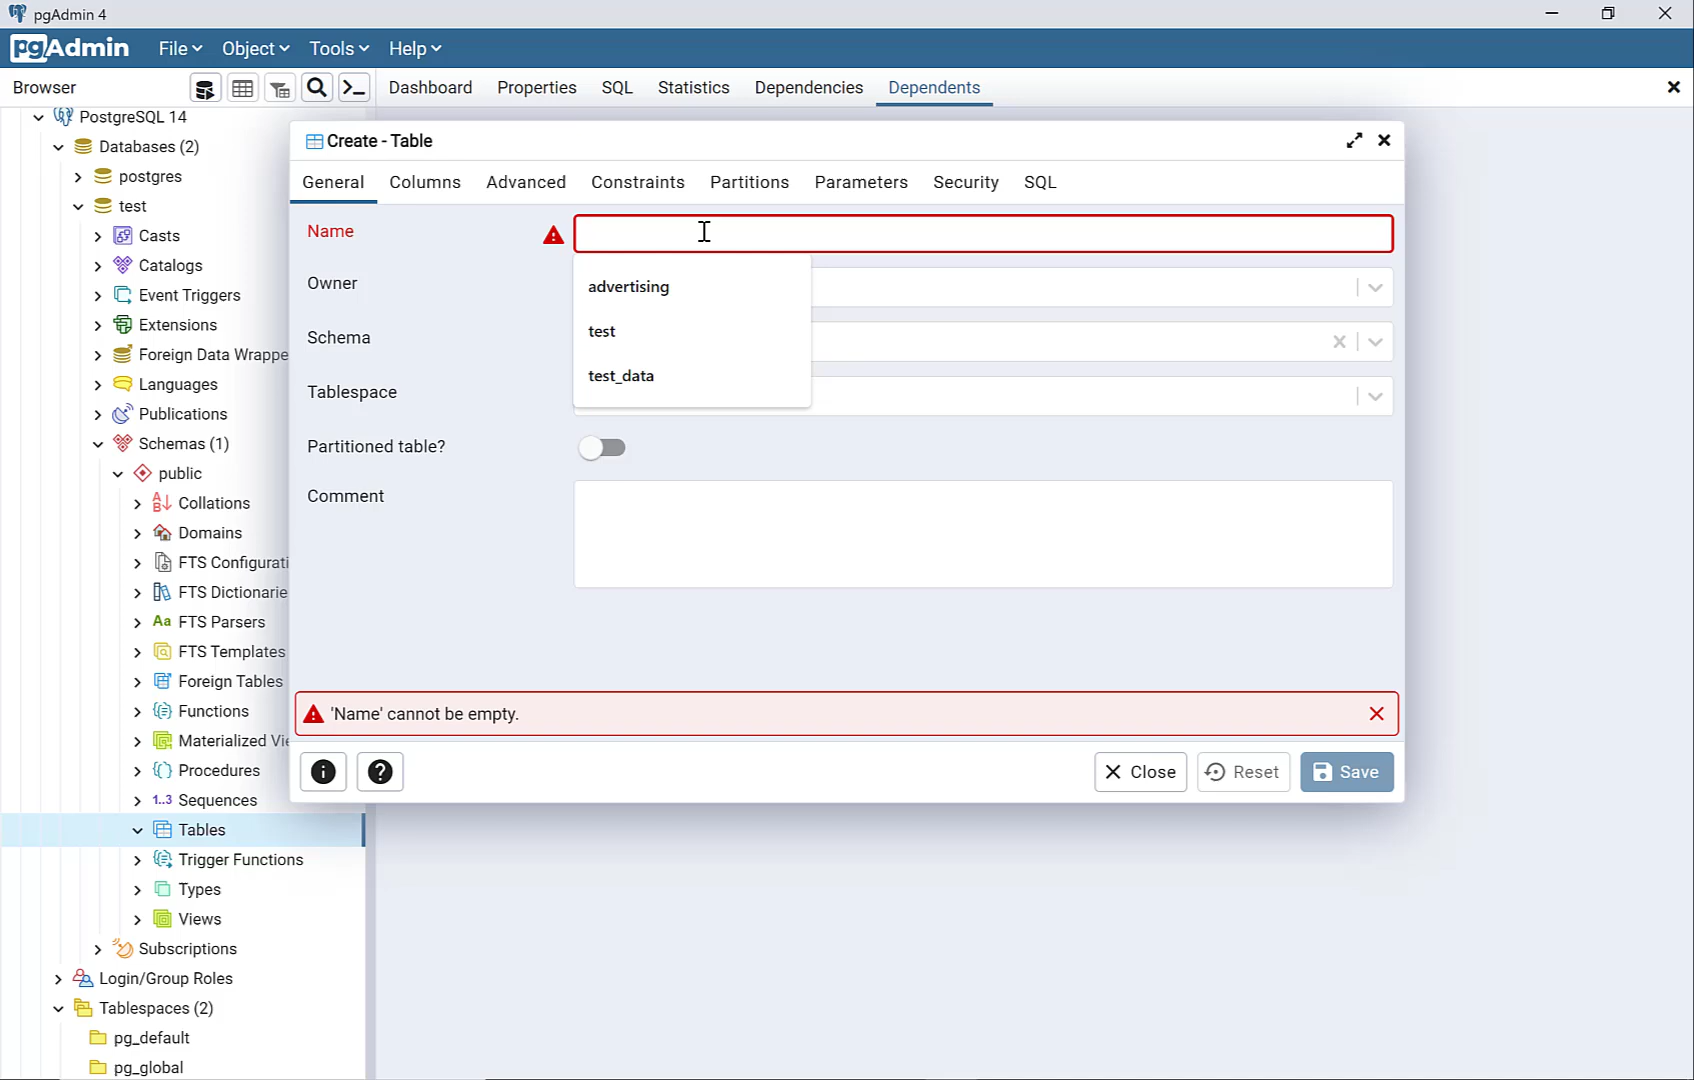 pgAdmin 4
pgAdmin File Object Tools Help
Browser Dashboard Properties SQL Statistics Dependencies Dependents
PostgreSQL 14
Databases (2)
postgres
test
Casts
Catalogs
Event Triggers
Extensions
Foreign Data Wrappe
Languages
Publications
Schemas (1)
public
Collations
Domains
FTS Configurati
FTS Dictionarie
Aa FTS Parsers
FTS Templates
Foreign Tables
Functions
Materialized Vie
Procedures
1..3 Sequences
Tables
Trigger Functions
Types
Views
Subscriptions
Login/Group Roles
Tablespaces (2)
pg_default
pg_global
Create - Table
General Columns Advanced Constraints Partitions Parameters Security SQL
Name
Owner
Schema
Tablespace
advertising
test
test_data
Partitioned table?
Comment
'Name' cannot be empty.
Close Reset Save